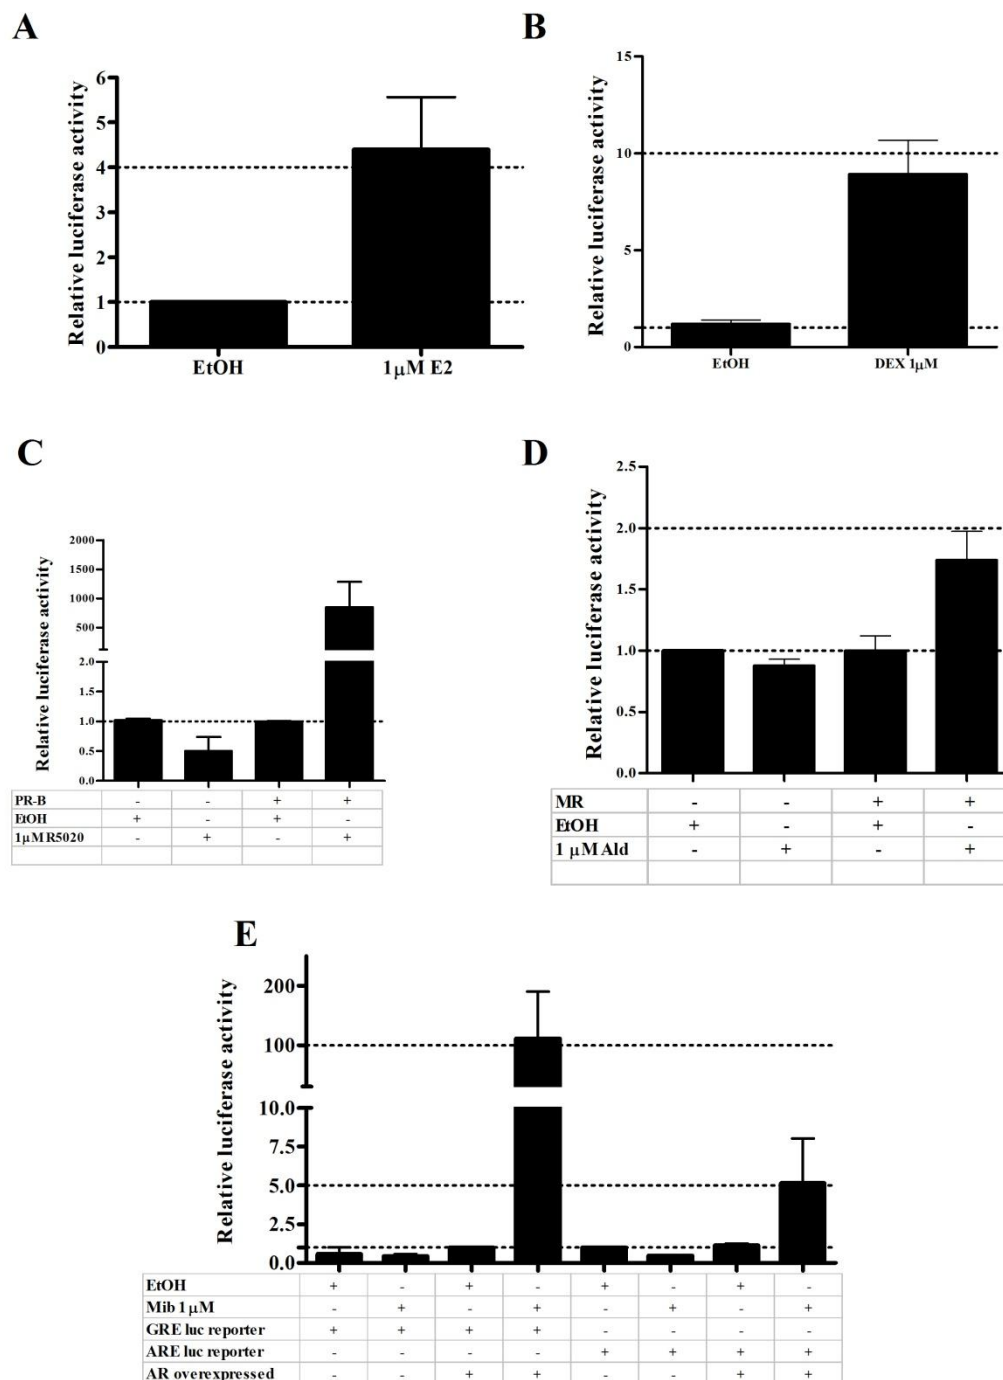 A
Relative luciferase activity
6
5
4
3
2
1
0
EtOH
1μM E2
B
Relative luciferase activity
15
10
5
0
EtOH
DEX 1μM
C
Relative luciferase activity
2000
1500
1000
500
2.0
1.5
1.0
0.5
0.0
PR-B - - + +
EtOH + - + -
1μM R5020 - + - +
D
Relative luciferase activity
2.5
2.0
1.5
1.0
0.5
0.0
MR - - + +
EtOH + - + -
1 μM Ald - + - +
E
Relative luciferase activity
200
100
10.0
7.5
5.0
2.5
0.0
EtOH + - + - + - + -
Mib 1 μM - + - + - + - +
GRE luc reporter + + + + - - - -
ARE luc reporter - - - - + + + +
AR overexpressed - - + + - - + +